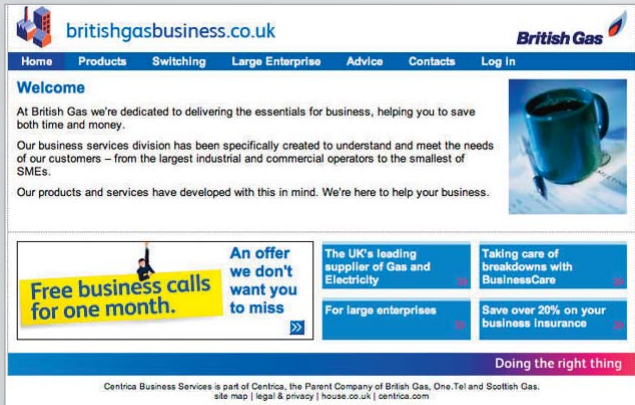 britishgasbusiness.co.uk
British Gas
Home Products Switching Large Enterprise Advice Contacts Log in
Welcome
At British Gas we're dedicated to delivering the essentials for business, helping you to save
both time and money.
Our business services division has been specifically created to understand and meet the needs
of our customers – from the largest industrial and commercial operators to the smallest of
SMEs.
Our products and services have developed with this in mind. We're here to help your business.
Free business calls
for one month.
An offer
we don't
want you
to miss
The UK's leading
supplier of Gas and
Electricity
Taking care of
breakdowns with
BusinessCare
For large enterprises
Save over 20% on your
business insurance
Doing the right thing
Centrica Business Services is part of Centrica, the Parent Company of British Gas, One.Tel and Scottish Gas.
site map | legal & privacy | house.co.uk | centrica.com